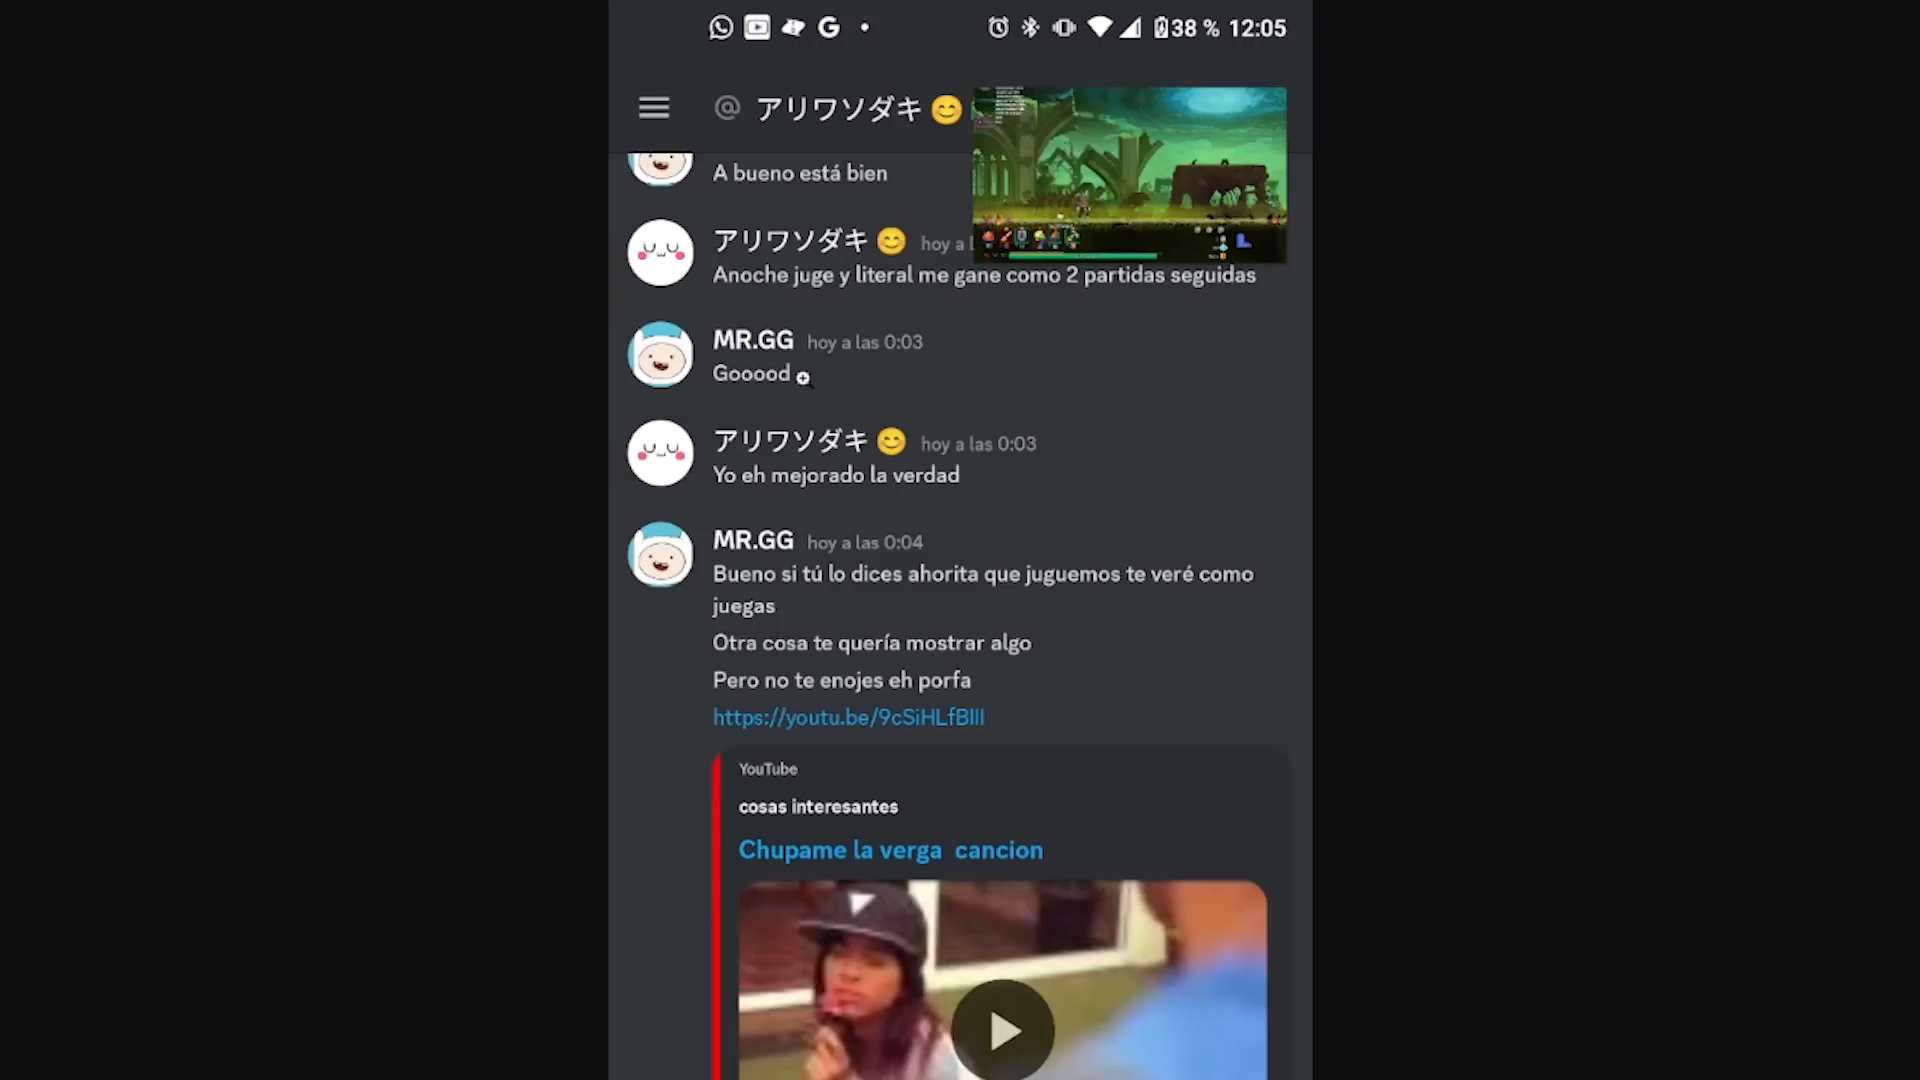 38 % 12:05
@ アリワソダキ 😊
A bueno está bien
アリワソダキ 😊 hoy a l
Anoche juge y literal me gane como 2 partidas seguidas
MR.GG hoy a las 0:03
Gooood
アリワソダキ 😊 hoy a las 0:03
Yo eh mejorado la verdad
MR.GG hoy a las 0:04
Bueno si tú lo dices ahorita que juguemos te veré como
juegas
Otra cosa te quería mostrar algo
Pero no te enojes eh porfa
https://youtu.be/9cSiHLfBIlI
YouTube
cosas interesantes
Chupame la verga cancion